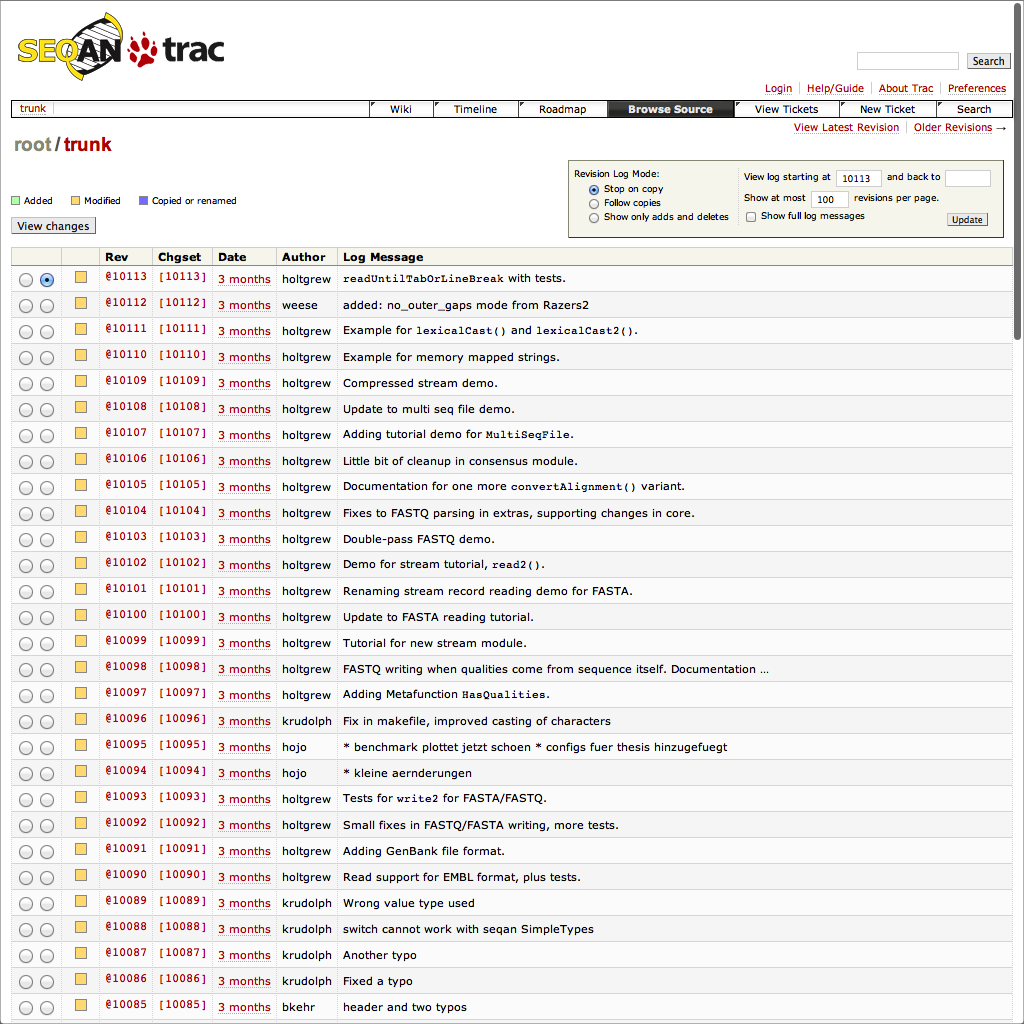 SEQAN trac
Search
Login Help/Guide About Trac Preferences
trunk Wiki Timeline Roadmap Browse Source View Tickets New Ticket Search
View Latest Revision Older Revisions →
root/trunk
Revision Log Mode:
Stop on copy
Follow copies
Show only adds and deletes
View log starting at 10113 and back to
Show at most 100 revisions per page.
Show full log messages
Update
Added Modified Copied or renamed
View changes
Rev Chgset Date Author Log Message
@10113 [10113] 3 months holtgrew readUntilTabOrLineBreak with tests.
@10112 [10112] 3 months weese added: no_outer_gaps mode from Razers2
@10111 [10111] 3 months holtgrew Example for lexicalCast() and lexicalCast2().
@10110 [10110] 3 months holtgrew Example for memory mapped strings.
@10109 [10109] 3 months holtgrew Compressed stream demo.
@10108 [10108] 3 months holtgrew Update to multi seq file demo.
@10107 [10107] 3 months holtgrew Adding tutorial demo for MultiSeqFile.
@10106 [10106] 3 months holtgrew Little bit of cleanup in consensus module.
@10105 [10105] 3 months holtgrew Documentation for one more convertAlignment() variant.
@10104 [10104] 3 months holtgrew Fixes to FASTQ parsing in extras, supporting changes in core.
@10103 [10103] 3 months holtgrew Double-pass FASTQ demo.
@10102 [10102] 3 months holtgrew Demo for stream tutorial, read2().
@10101 [10101] 3 months holtgrew Renaming stream record reading demo for FASTA.
@10100 [10100] 3 months holtgrew Update to FASTA reading tutorial.
@10099 [10099] 3 months holtgrew Tutorial for new stream module.
@10098 [10098] 3 months holtgrew FASTQ writing when qualities come from sequence itself. Documentation ...
@10097 [10097] 3 months holtgrew Adding Metafunction HasQualities.
@10096 [10096] 3 months krudolph Fix in makefile, improved casting of characters
@10095 [10095] 3 months hojo * benchmark plottet jetzt schoen * configs fuer thesis hinzugefuegt
@10094 [10094] 3 months hojo * kleine aernderungen
@10093 [10093] 3 months holtgrew Tests for write2 for FASTA/FASTQ.
@10092 [10092] 3 months holtgrew Small fixes in FASTQ/FASTA writing, more tests.
@10091 [10091] 3 months holtgrew Adding GenBank file format.
@10090 [10090] 3 months holtgrew Read support for EMBL format, plus tests.
@10089 [10089] 3 months krudolph Wrong value type used
@10088 [10088] 3 months krudolph switch cannot work with seqan SimpleTypes
@10087 [10087] 3 months krudolph Another typo
@10086 [10086] 3 months krudolph Fixed a typo
@10085 [10085] 3 months bkehr header and two typos